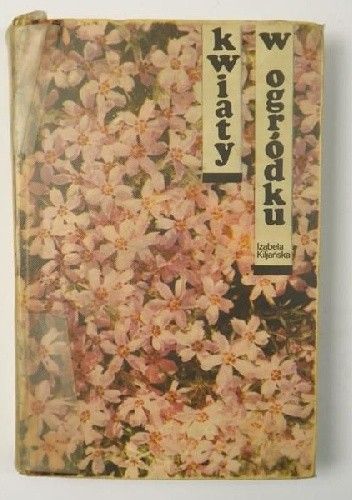 kwiaty
w ogródku
Izabela
Kiljańska